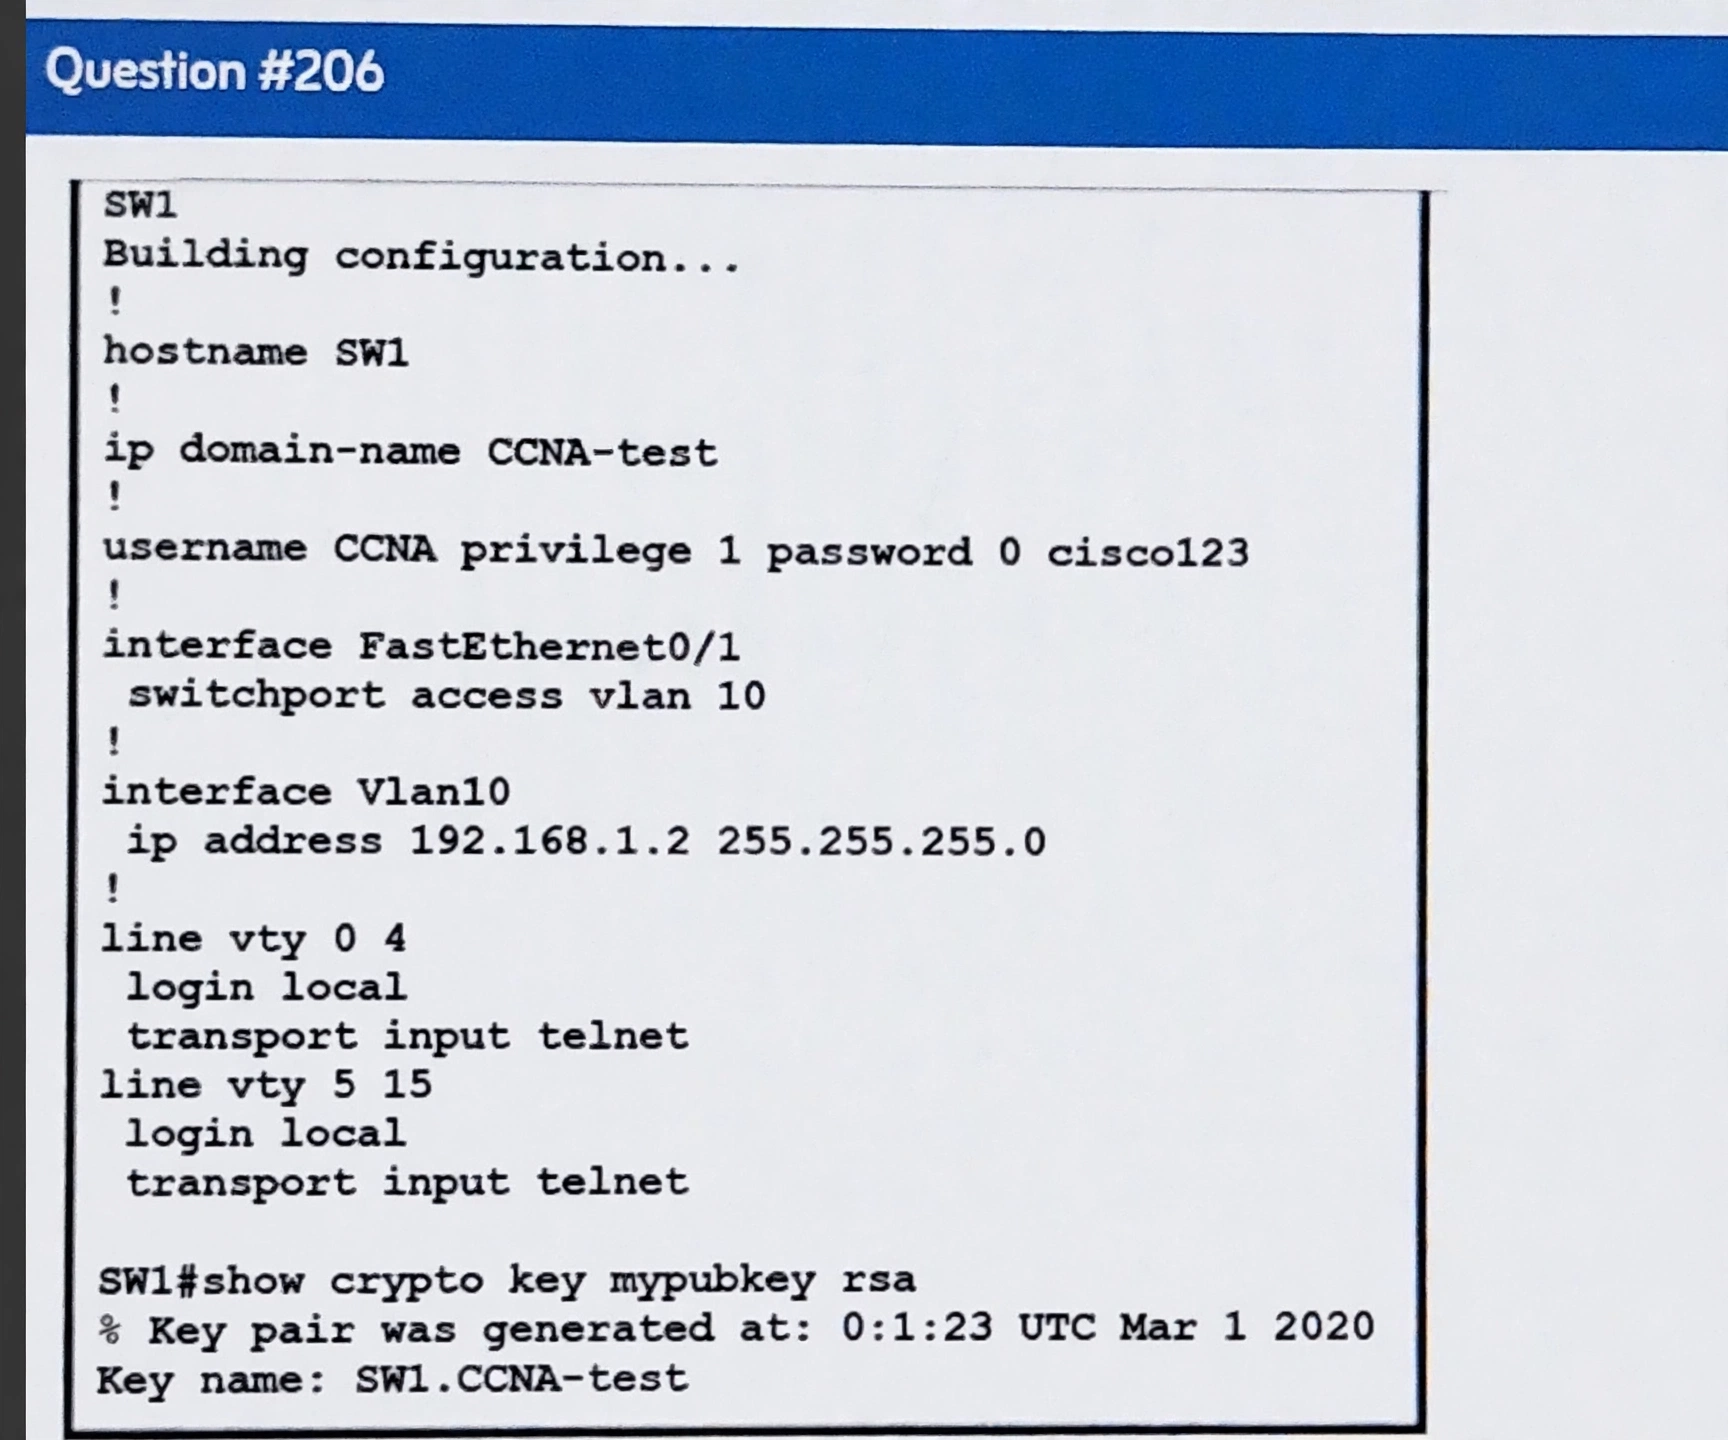 Question #206
SW1
Building configuration...
!
hostname SW1
!
ip domain-name CCNA-test
!
username CCNA privilege 1 password 0 cisco123
!
interface FastEthernet0/1
 switchport access vlan 10
!
interface Vlan10
 ip address 192.168.1.2 255.255.255.0
!
line vty 0 4
 login local
 transport input telnet
line vty 5 15
 login local
 transport input telnet
SW1#show crypto key mypubkey rsa
% Key pair was generated at: 0:1:23 UTC Mar 1 2020
Key name: SW1.CCNA-test